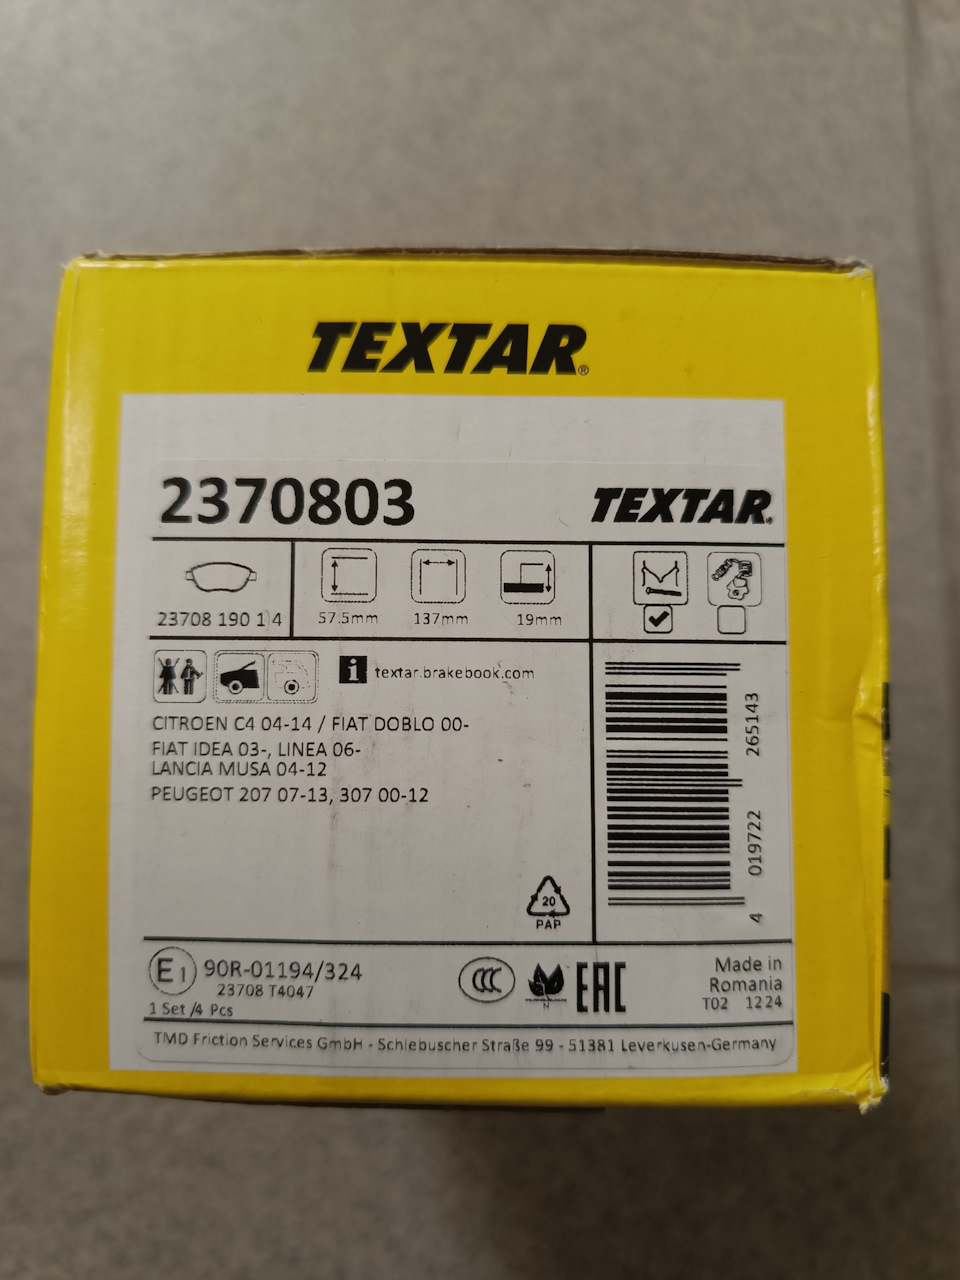 TEXTAR®
2370803
TEXTAR®
23708 190 1 4
57.5mm
137mm
19mm
i textar.brakebook.com
CITROEN C4 04-14 / FIAT DOBLO 00-
FIAT IDEA 03-, LINEA 06-
LANCIA MUSA 04-12
PEUGEOT 207 07-13, 307 00-12
4 019722 265143
20
PAP
E1 90R-01194/324
23708 T4047
1 Set /4 Pcs
CCC
N
EAC
Made in
Romania
T02 1224
TMD Friction Services GmbH - Schlebuscher Straße 99 - 51381 Leverkusen-Germany